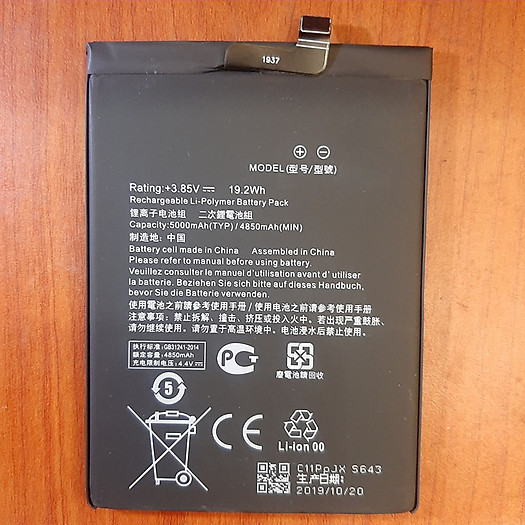 1937
MODEL(型号/型號)
Rating:+3.85V⎓ 19.2Wh
Rechargeable Li-Polymer Battery Pack
锂离子电池组 二次鋰電池組
Capacity:5000mAh(TYP)/4850mAh(MIN)
制造地: 中国
Battery cell made in China Assembled in China
Please refer to manual before using battery.
Veuillez consulter le manuel d'utilisation avant d' utiliser
la batterie. Beziehen Sie sich bitte auf dieses Handbuch,
bevor Sie die Batterie verwenden.
使用電池之前請參考使用手冊 / 使用电池之前请参考使用手册
注意: 禁止拆解、撞击、挤压或投入火中。若出现严重鼓胀、
请勿继续使用。请勿置于高温环境中、电池浸水后禁止使用。
执行标准:GB31241-2014
额定容量:4850mAh
充电限制电压: 4.4V
PCT
廢電池請回收
5
CE
Li-ion 00
C11PpJX S643
生产日期:
2019/10/20